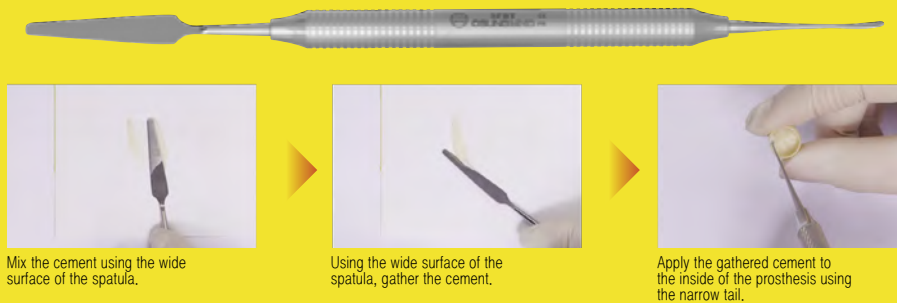 Mix the cement using the wide
surface of the spatula.
Using the wide surface of the
spatula, gather the cement.
Apply the gathered cement to
the inside of the prosthesis using
the narrow tail.